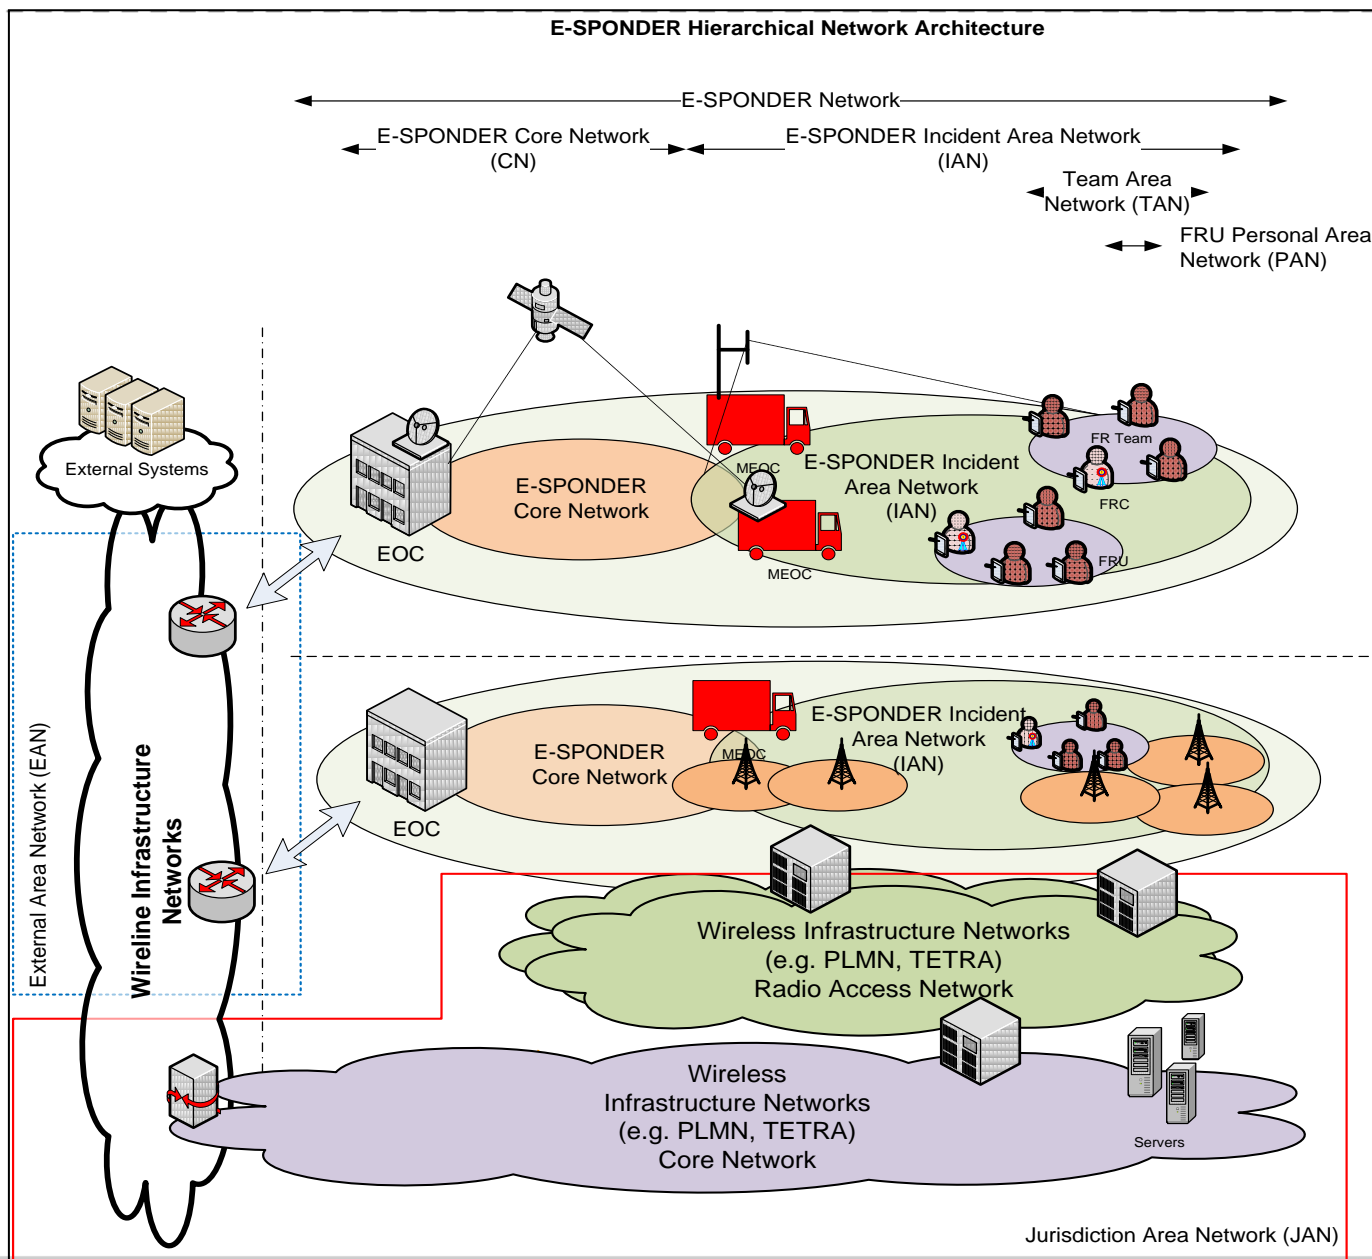 E-SPONDER Hierarchical Network Architecture
E-SPONDER Network
E-SPONDER Core Network
(CN)
E-SPONDER Incident Area Network
(IAN)
Team Area
Network (TAN)
FRU Personal Area
Network (PAN)
External Systems
EOC
E-SPONDER
Core Network
MEOC
E-SPONDER Incident
Area Network
(IAN)
MEOC
FR Team
FRC
FRU
External Area Network (EAN)
Wireline Infrastructure
Networks
EOC
E-SPONDER
Core Network
MEOC
E-SPONDER Incident
Area Network
(IAN)
Wireless Infrastructure Networks
(e.g. PLMN, TETRA)
Radio Access Network
Wireless
Infrastructure Networks
(e.g. PLMN, TETRA)
Core Network
Servers
Jurisdiction Area Network (JAN)